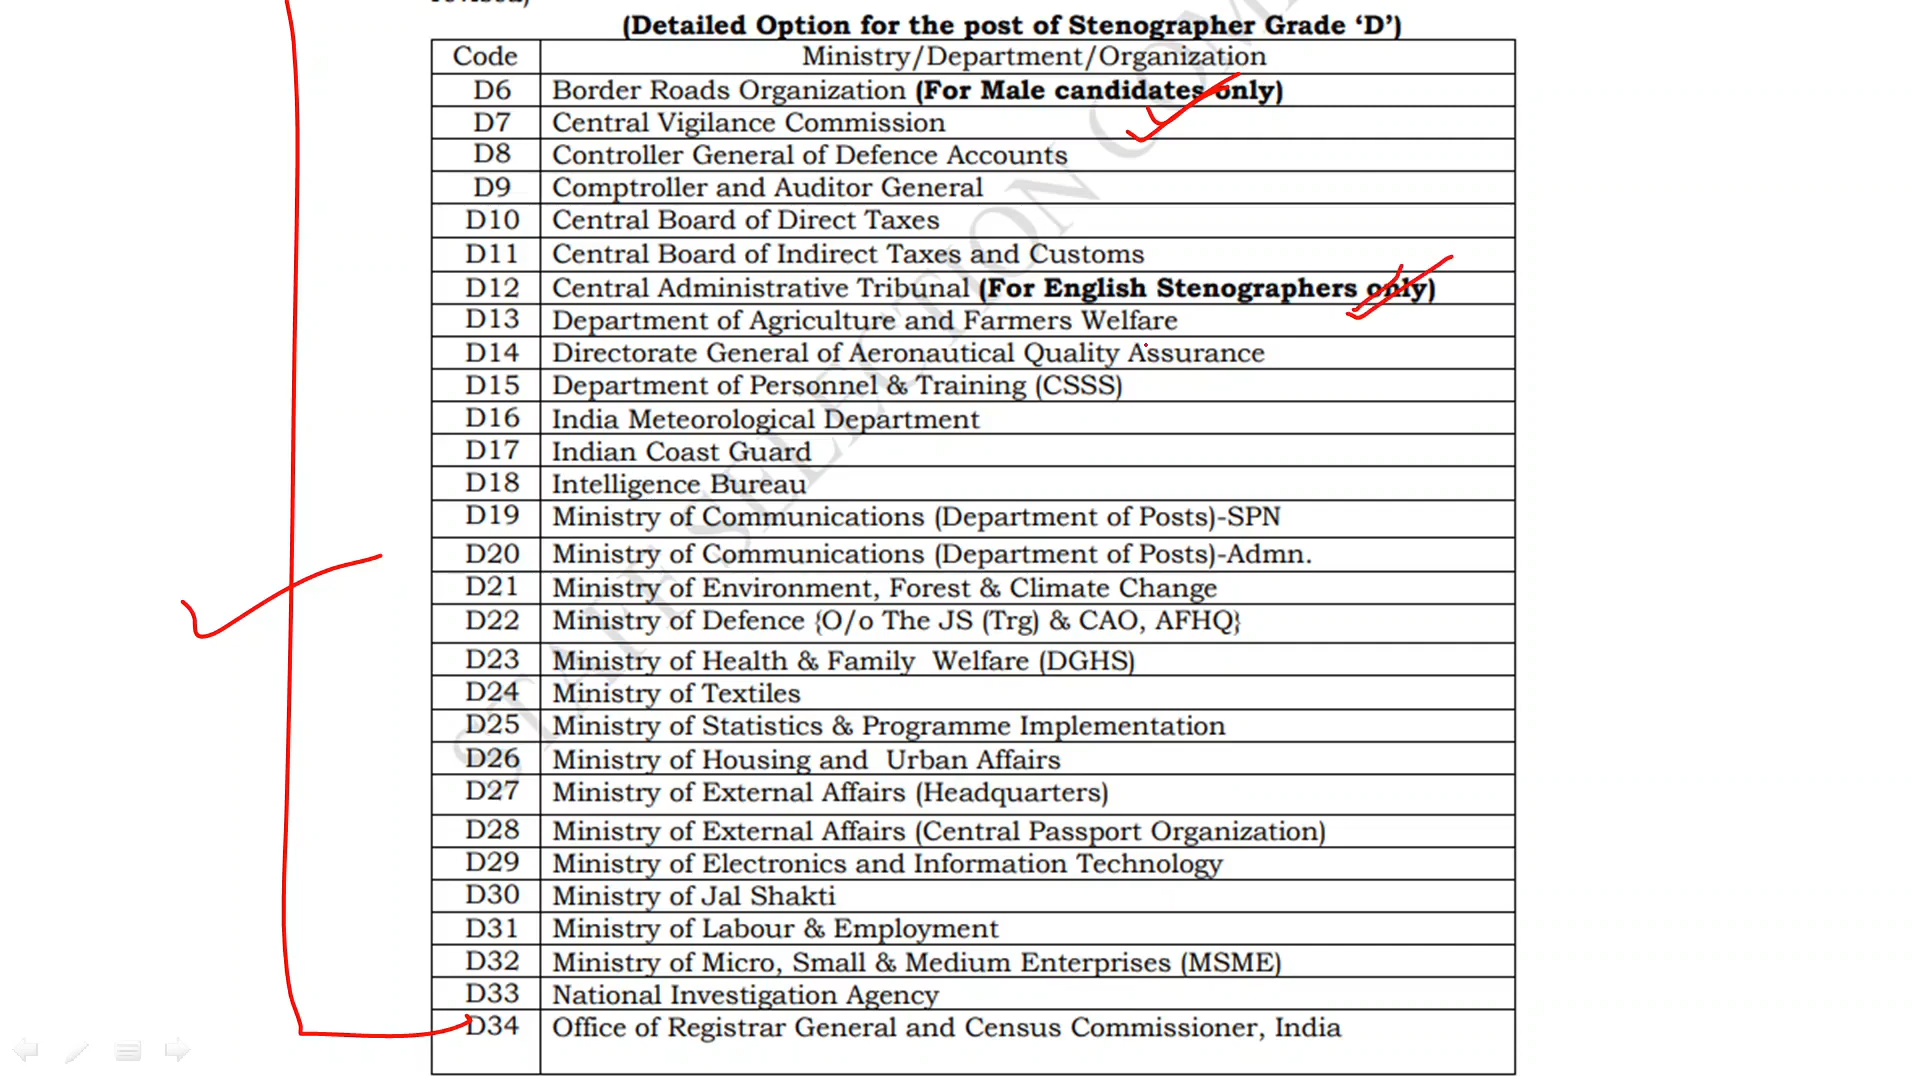 (Detailed Option for the post of Stenographer Grade ‘D’)
Code Ministry/Department/Organization
D6 Border Roads Organization (For Male candidates only)
D7 Central Vigilance Commission
D8 Controller General of Defence Accounts
D9 Comptroller and Auditor General
D10 Central Board of Direct Taxes
D11 Central Board of Indirect Taxes and Customs
D12 Central Administrative Tribunal (For English Stenographers only)
D13 Department of Agriculture and Farmers Welfare
D14 Directorate General of Aeronautical Quality Assurance
D15 Department of Personnel & Training (CSSS)
D16 India Meteorological Department
D17 Indian Coast Guard
D18 Intelligence Bureau
D19 Ministry of Communications (Department of Posts)-SPN
D20 Ministry of Communications (Department of Posts)-Admn.
D21 Ministry of Environment, Forest & Climate Change
D22 Ministry of Defence {O/o The JS (Trg) & CAO, AFHQ}
D23 Ministry of Health & Family Welfare (DGHS)
D24 Ministry of Textiles
D25 Ministry of Statistics & Programme Implementation
D26 Ministry of Housing and Urban Affairs
D27 Ministry of External Affairs (Headquarters)
D28 Ministry of External Affairs (Central Passport Organization)
D29 Ministry of Electronics and Information Technology
D30 Ministry of Jal Shakti
D31 Ministry of Labour & Employment
D32 Ministry of Micro, Small & Medium Enterprises (MSME)
D33 National Investigation Agency
D34 Office of Registrar General and Census Commissioner, India
STAFF SELECTION